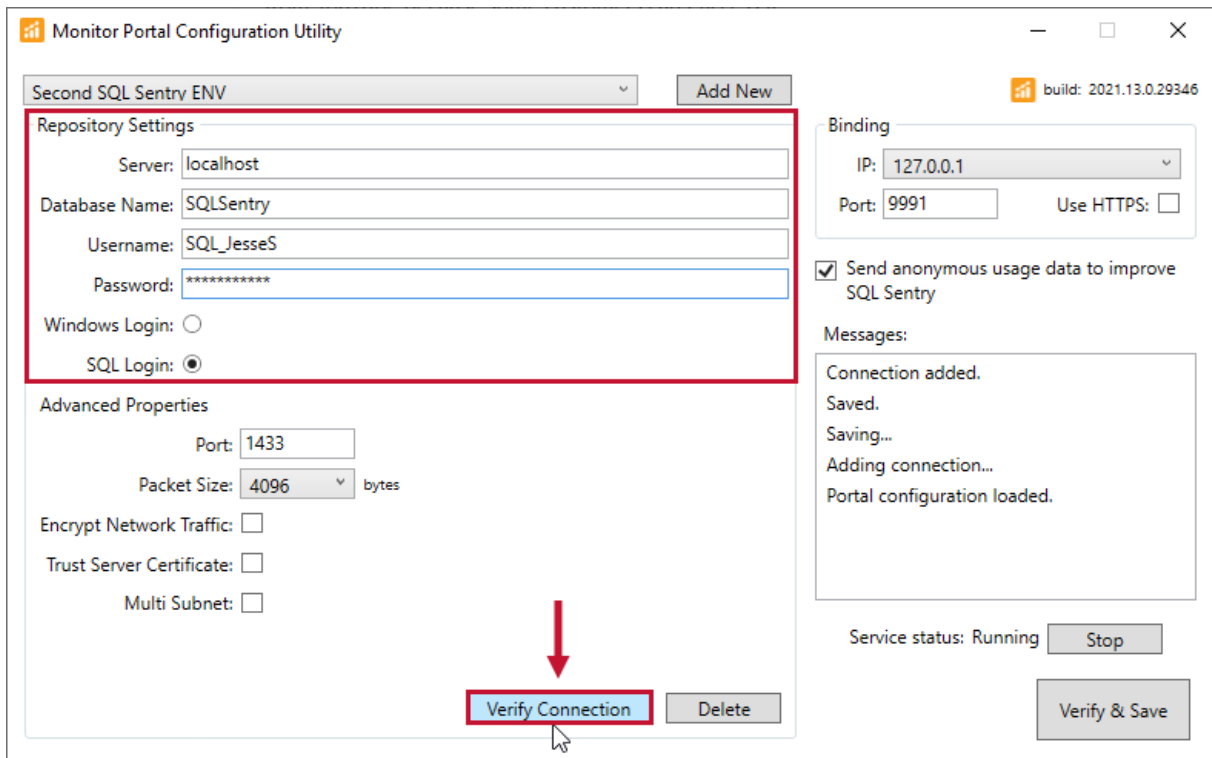 Monitor Portal Configuration Utility
Second SQL Sentry ENV
Add New
build: 2021.13.0.29346
Repository Settings
Server: localhost
Database Name: SQLSentry
Username: SQL_JesseS
Password: ***********
Windows Login:
SQL Login:
Advanced Properties
Port: 1433
Packet Size: 4096 bytes
Encrypt Network Traffic:
Trust Server Certificate:
Multi Subnet:
Verify Connection
Delete
Binding
IP: 127.0.0.1
Port: 9991
Use HTTPS:
Send anonymous usage data to improve
SQL Sentry
Messages:
Connection added.
Saved.
Saving...
Adding connection...
Portal configuration loaded.
Service status: Running
Stop
Verify & Save